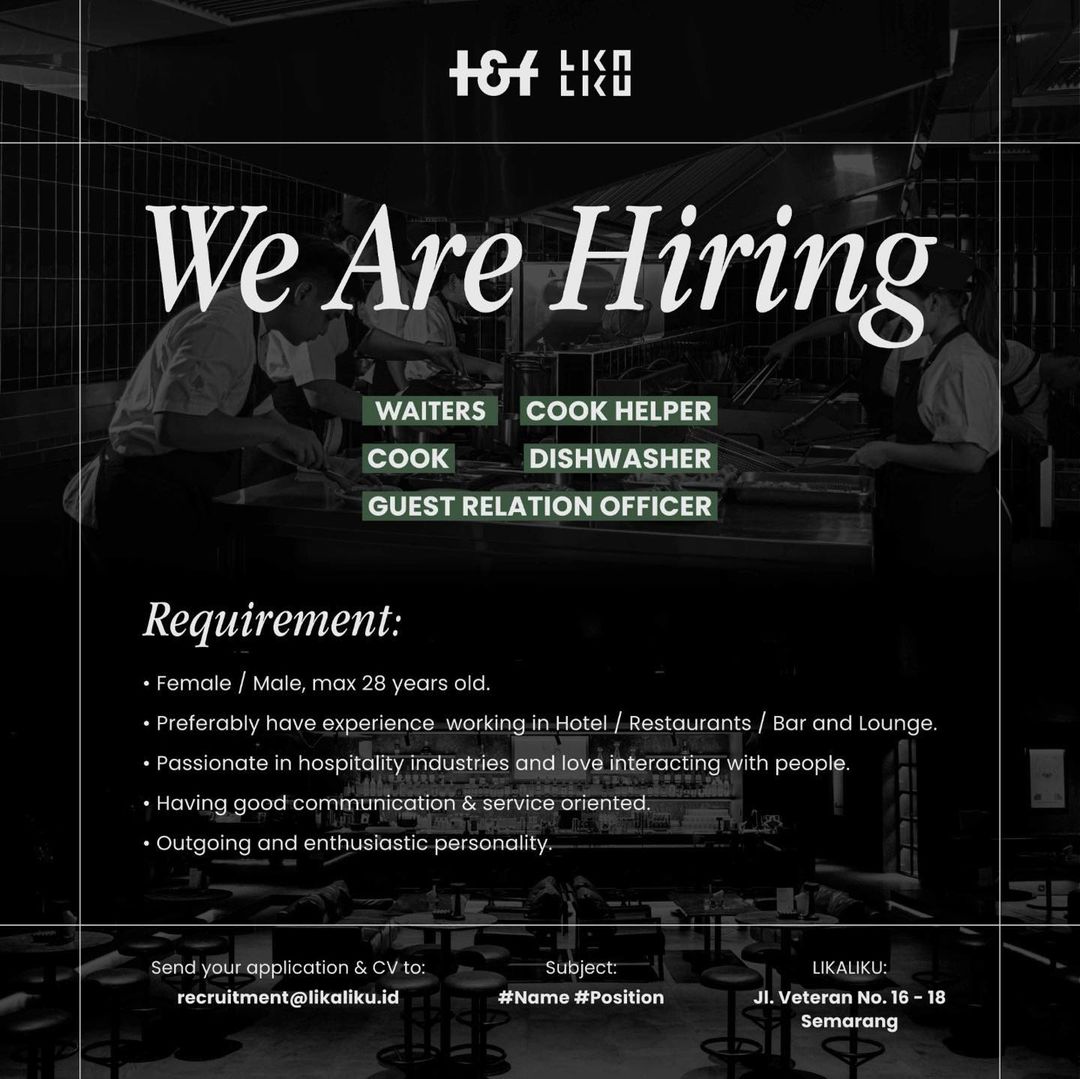 t&t LIKA
LIKU
We Are Hiring
WAITERS COOK HELPER
COOK DISHWASHER
GUEST RELATION OFFICER
Requirement:
• Female / Male, max 28 years old.
• Preferably have experience  working in Hotel / Restaurants / Bar and Lounge.
• Passionate in hospitality industries and love interacting with people.
• Having good communication & service oriented.
• Outgoing and enthusiastic personality.
Send your application & CV to:
recruitment@likaliku.id
Subject:
#Name #Position
LIKALIKU:
Jl. Veteran No. 16 - 18
Semarang